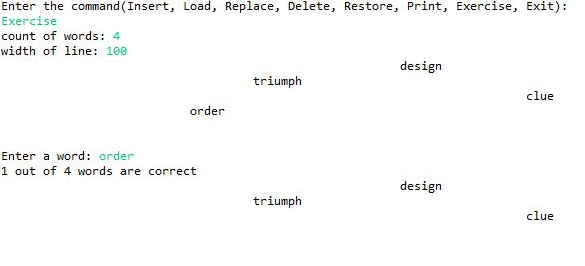 Enter the command(Insert, Load, Replace, Delete, Restore, Print, Exercise, Exit):
Exercise
count of words: 4
width of line: 100
design
triumph
clue
order
Enter a word: order
1 out of 4 words are correct
design
triumph
clue